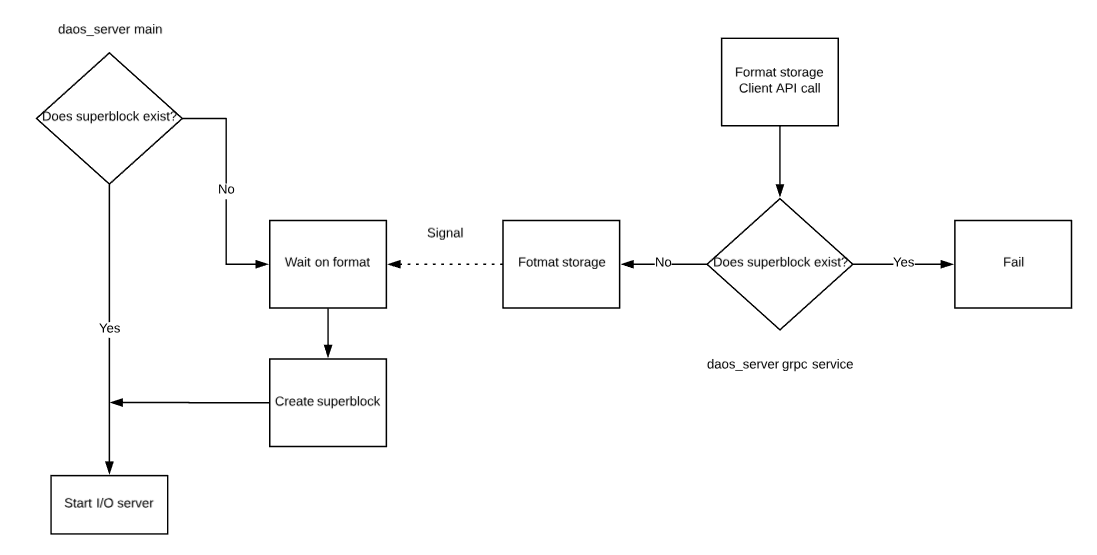 daos_server main
Does superblock exist?
No
Yes
Wait on format
Create superblock
Start I/O server
Signal
Format storage
Client API call
Does superblock exist?
No
Yes
Fotmat storage
Fail
daos_server grpc service